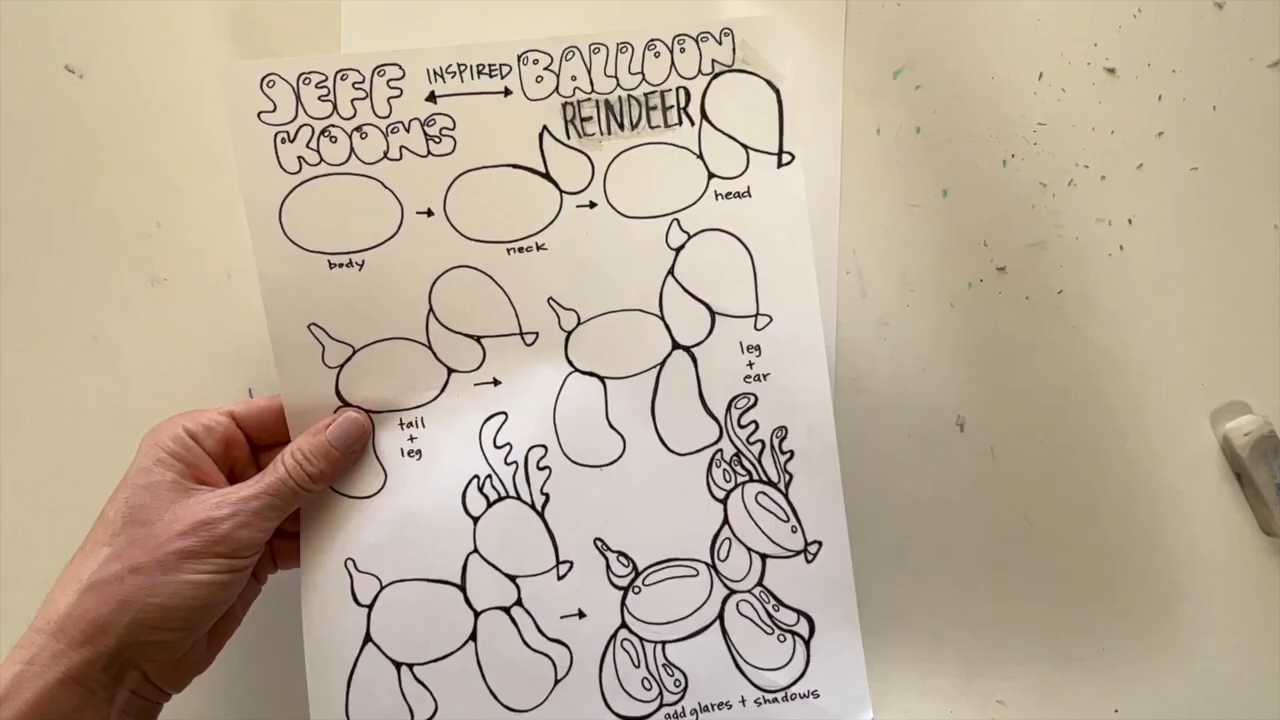 JEFF INSPIRED BALLOON
KOONS REINDEER
body
neck
head
tail
+
leg
leg
+
ear
add glares + shadows